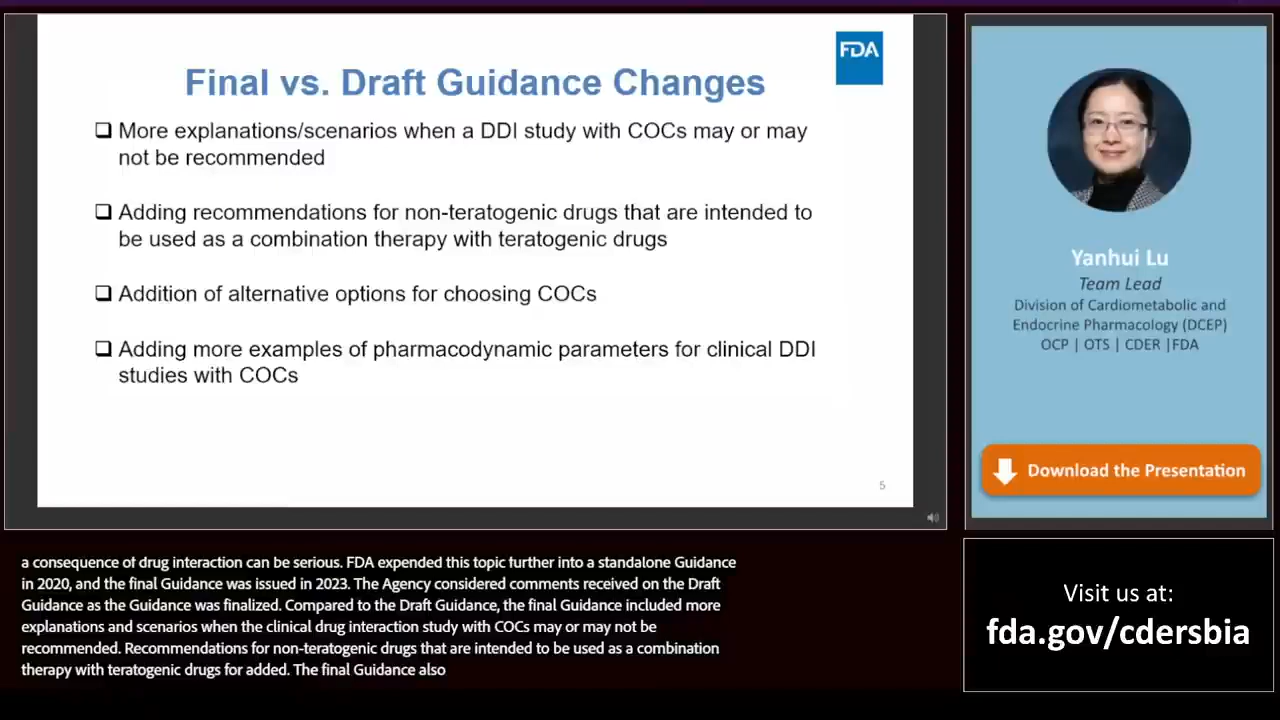 FDA
Final vs. Draft Guidance Changes
More explanations/scenarios when a DDI study with COCs may or may
not be recommended
Adding recommendations for non-teratogenic drugs that are intended to
be used as a combination therapy with teratogenic drugs
Addition of alternative options for choosing COCs
Adding more examples of pharmacodynamic parameters for clinical DDI
studies with COCs
5
Yanhui Lu
Team Lead
Division of Cardiometabolic and
Endocrine Pharmacology (DCEP)
OCP | OTS | CDER |FDA
Download the Presentation
a consequence of drug interaction can be serious. FDA expended this topic further into a standalone Guidance
in 2020, and the final Guidance was issued in 2023. The Agency considered comments received on the Draft
Guidance as the Guidance was finalized. Compared to the Draft Guidance, the final Guidance included more
explanations and scenarios when the clinical drug interaction study with COCs may or may not be
recommended. Recommendations for non-teratogenic drugs that are intended to be used as a combination
therapy with teratogenic drugs for added. The final Guidance also
Visit us at:
fda.gov/cdersbia